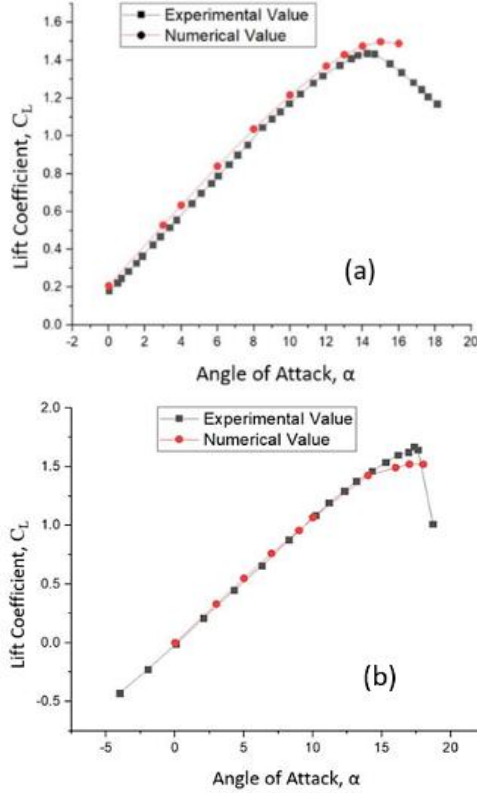 Experimental Value
Numerical Value
1.6
1.4
1.2
1.0
0.8
0.6
0.4
0.2
0.0
Lift Coefficient, C_L
(a)
-2 0 2 4 6 8 10 12 14 16 18 20
Angle of Attack, α
Experimental Value
Numerical Value
2.0
1.5
1.0
0.5
0.0
-0.5
Lift Coefficient, C_L
(b)
-5 0 5 10 15 20
Angle of Attack, α